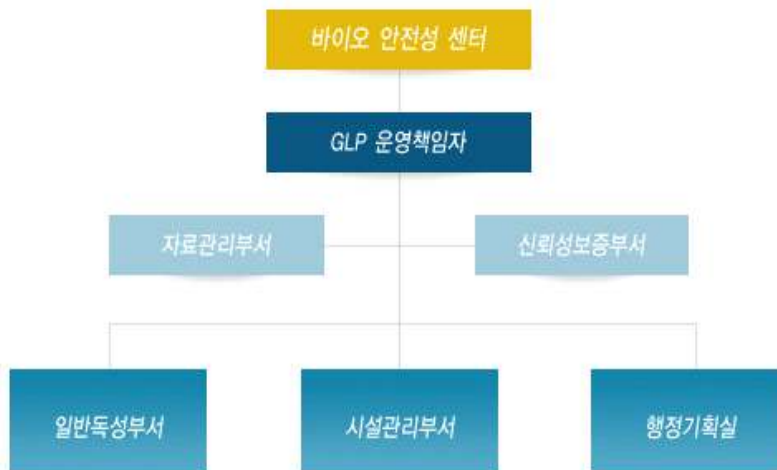 바이오 안전성 센터
GLP 운영책임자
자료관리부서
신뢰성보증부서
일반독성부서
시설관리부서
행정기획실